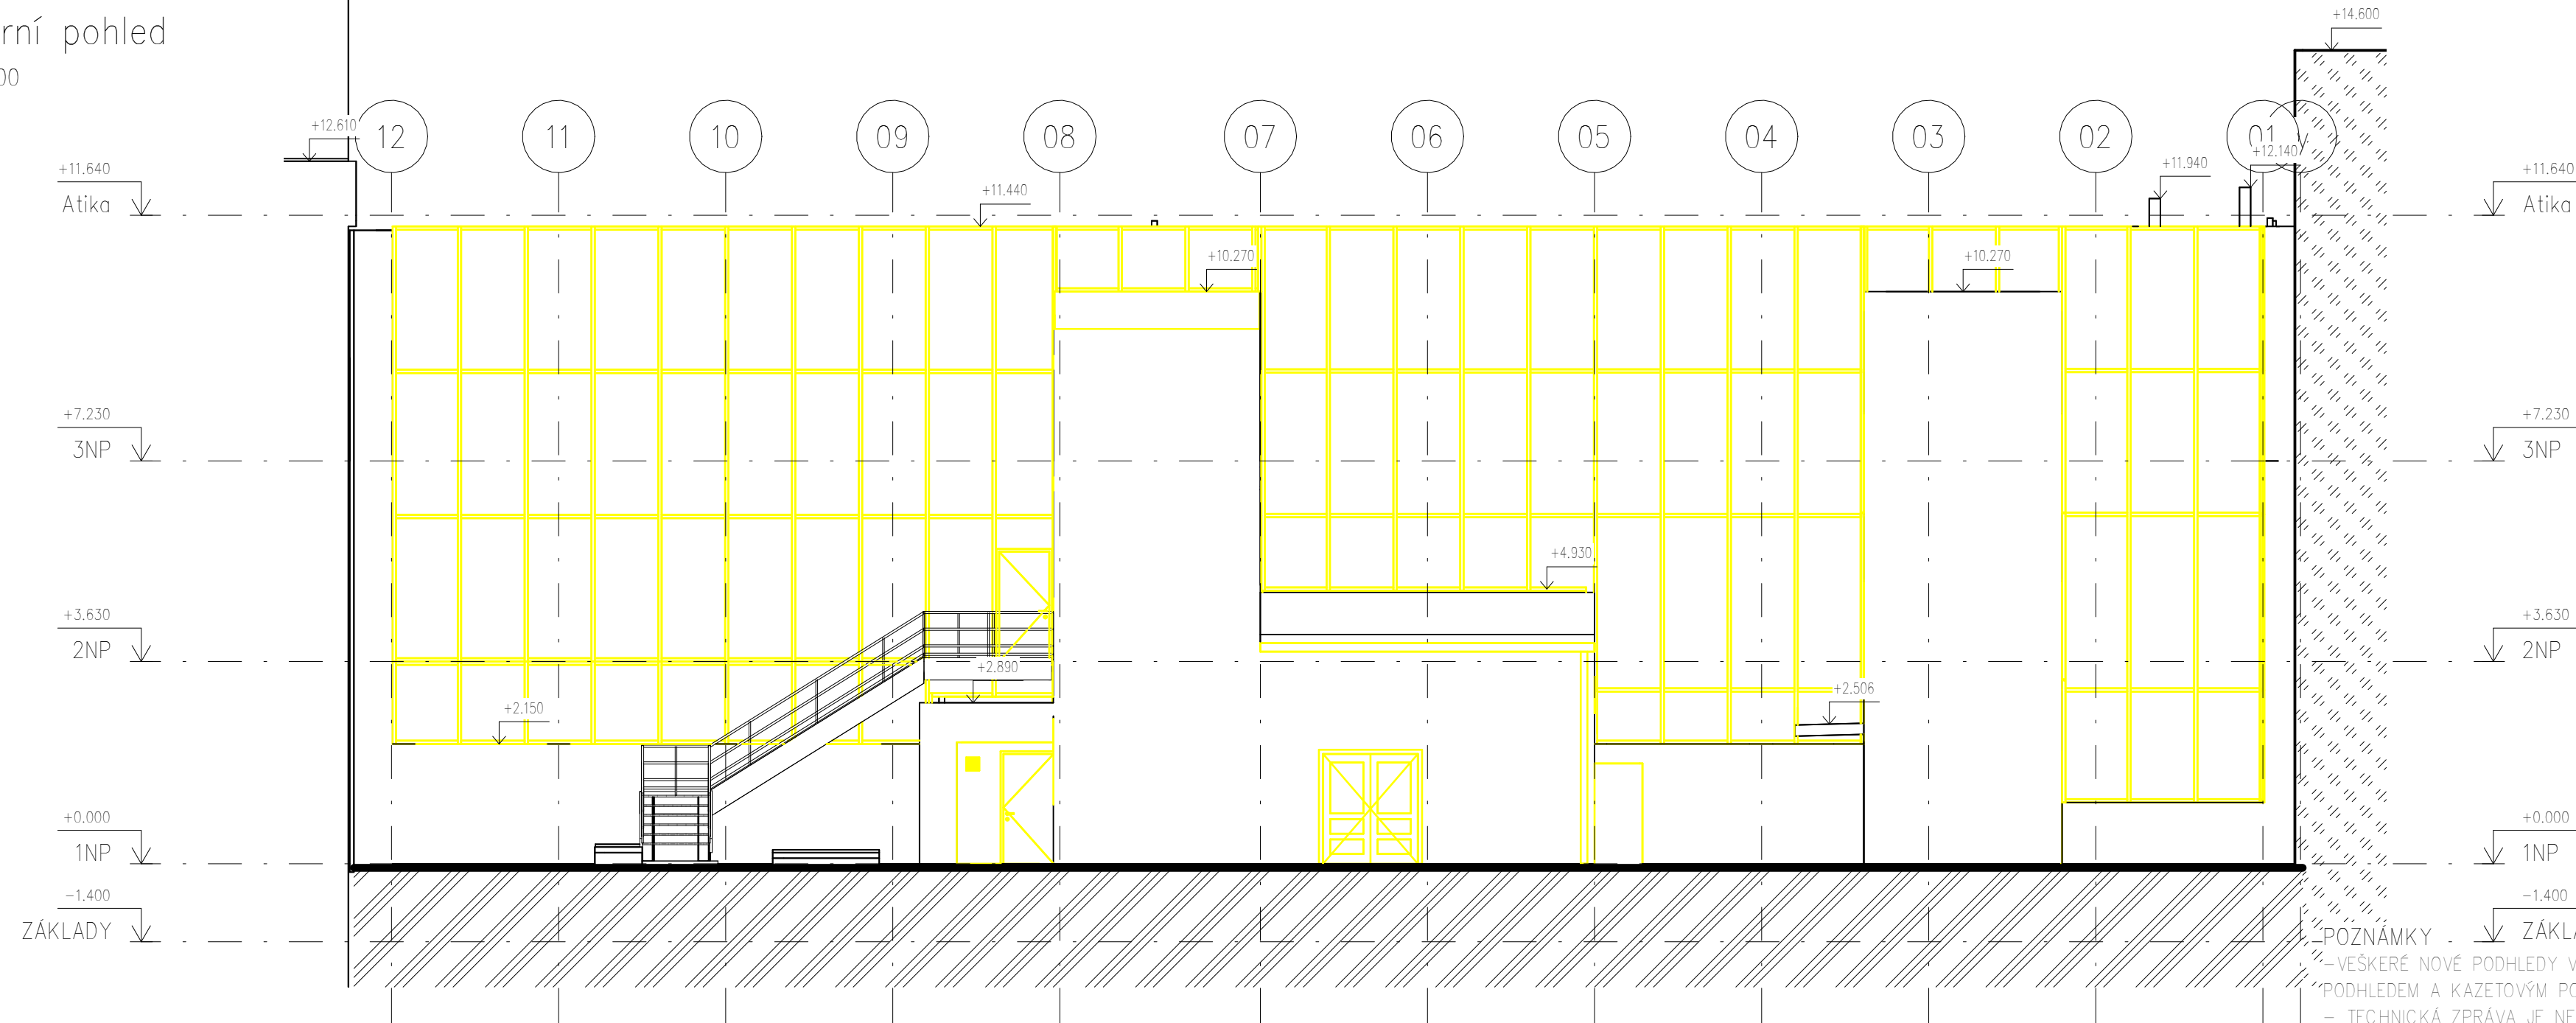 rní pohled
00
+14.600
12
11
10
09
08
07
06
05
04
03
02
01
+12.610
+12.140
+11.940
+11.640
Atika
+11.640
Atika
+11.440
+10.270
+10.270
+7.230
3NP
+7.230
3NP
+4.930
+3.630
2NP
+3.630
2NP
+2.890
+2.506
+2.150
+0.000
1NP
+0.000
1NP
-1.400
ZÁKLADY
-1.400
ZÁKLA
POZNÁMKY
-VEŠKERÉ NOVÉ PODHLEDY V
PODHLEDEM A KAZETOVÝM PO
- TECHNICKÁ ZPRÁVA JE NE